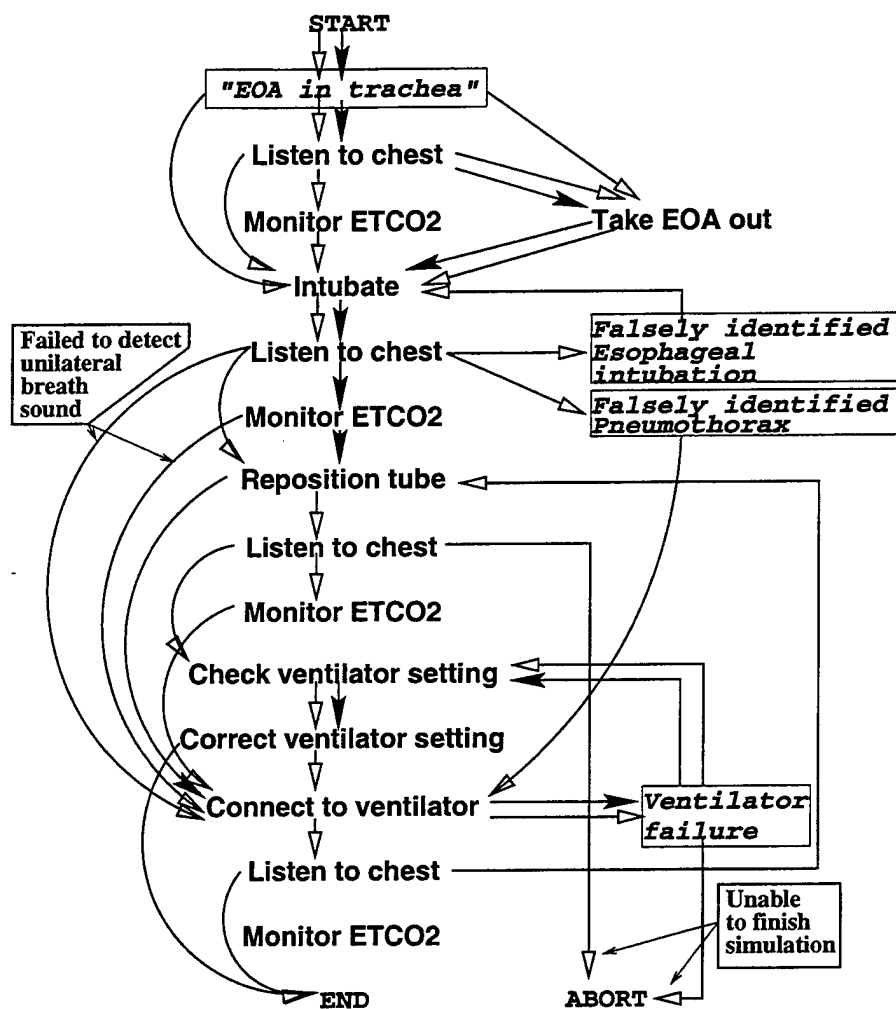 START
"EOA in trachea"
Listen to chest
Monitor ETCO2
Take EOA out
Intubate
Failed to detect
unilateral
breath
sound
Listen to chest
Falsely identified
Esophageal
intubation
Monitor ETCO2
Falsely identified
Pneumothorax
Reposition tube
Listen to chest
Monitor ETCO2
Check ventilator setting
Correct ventilator setting
Connect to ventilator
Ventilator
failure
Listen to chest
Unable
to finish
simulation
Monitor ETCO2
END
ABORT